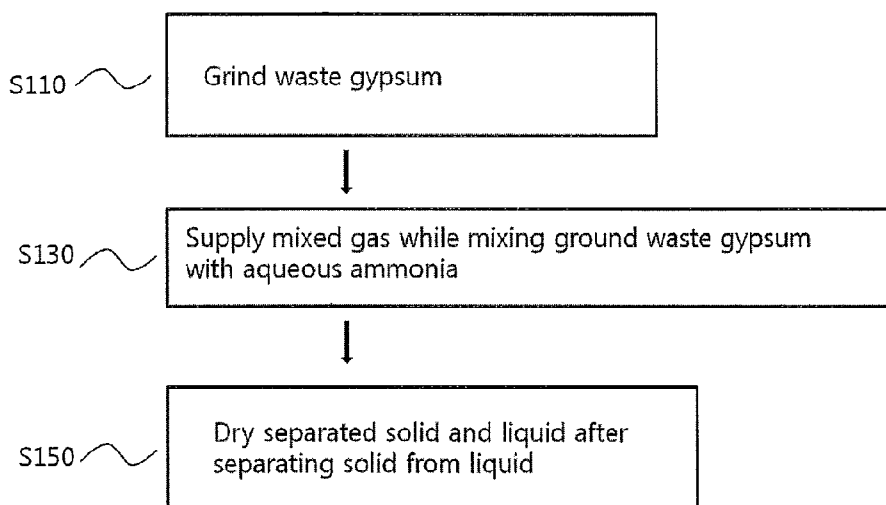 S110
Grind waste gypsum
S130
Supply mixed gas while mixing ground waste gypsum
with aqueous ammonia
S150
Dry separated solid and liquid after
separating solid from liquid